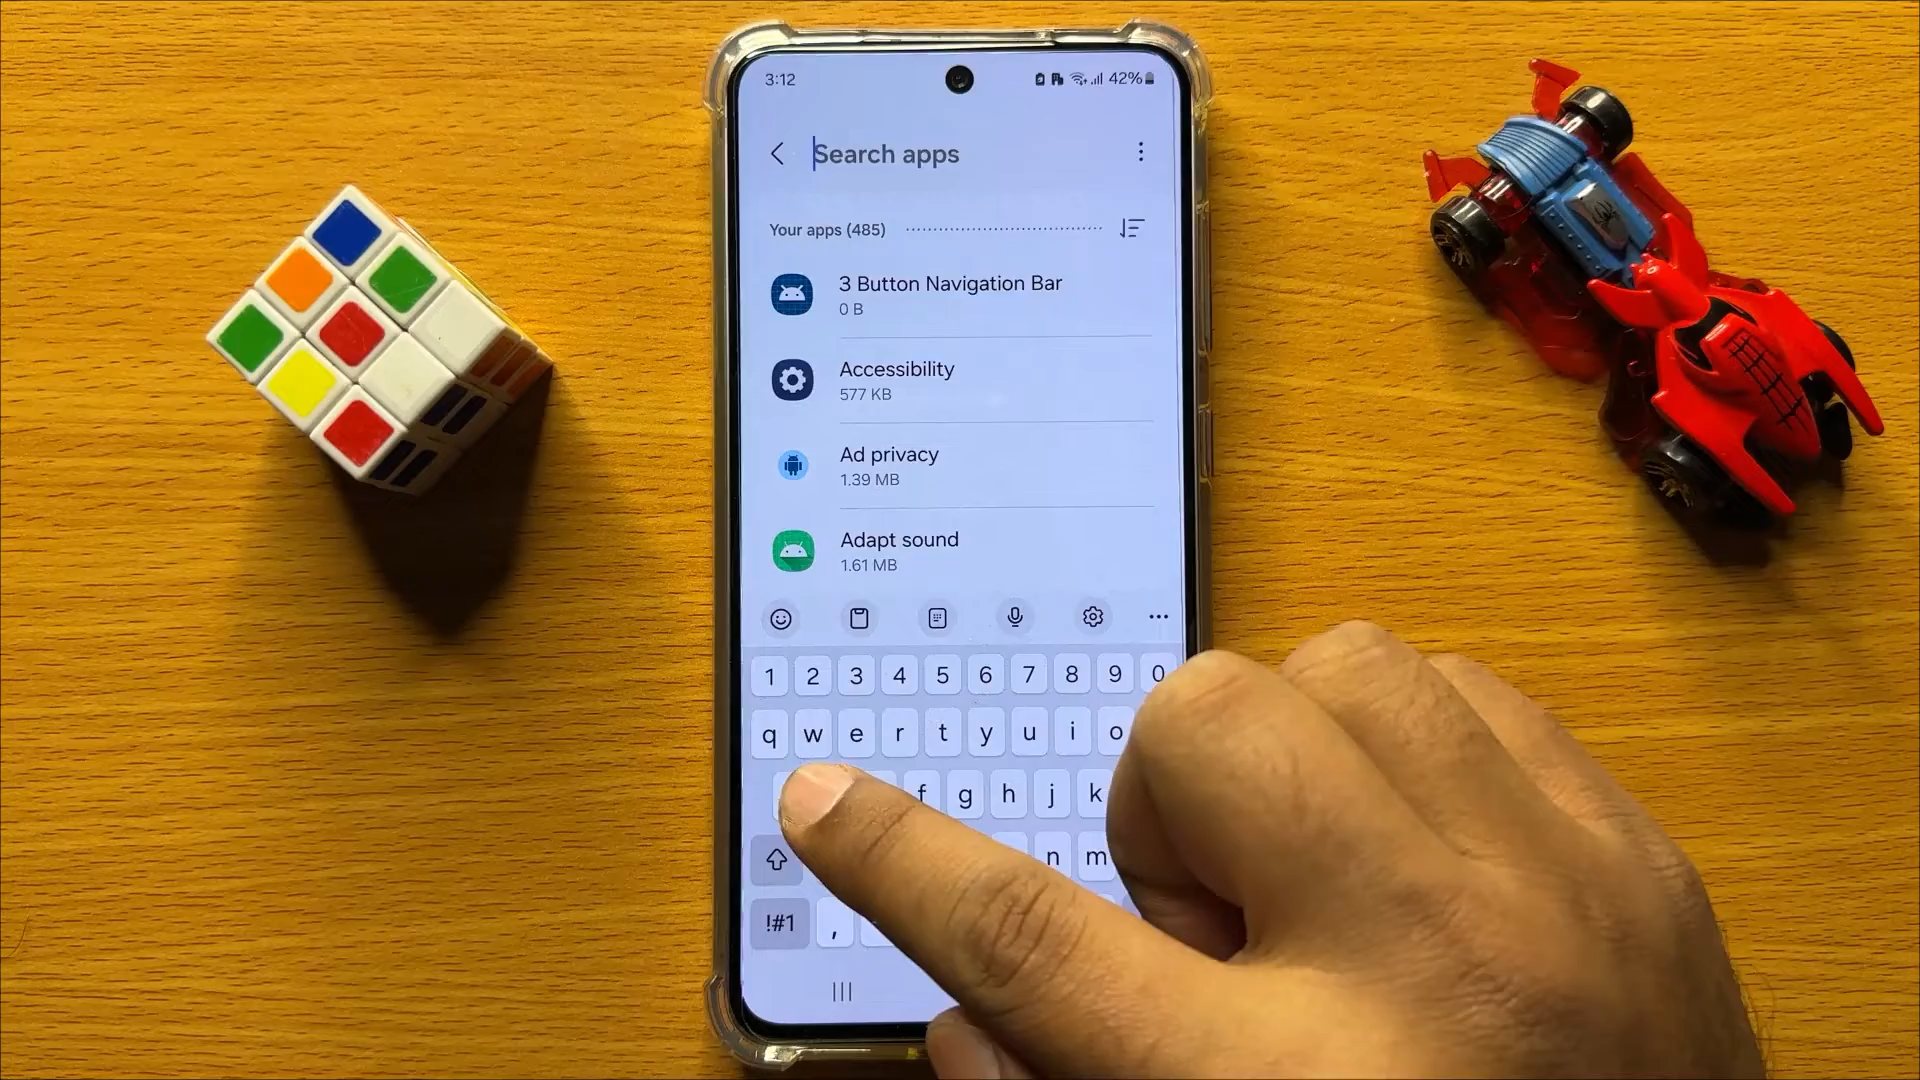 3:12 42%
Search apps
Your apps (485)
3 Button Navigation Bar
0 B
Accessibility
577 KB
Ad privacy
1.39 MB
Adapt sound
1.61 MB
1 2 3 4 5 6 7 8 9 0
q w e r t y u i o
f g h j k
n m
!#1 ,